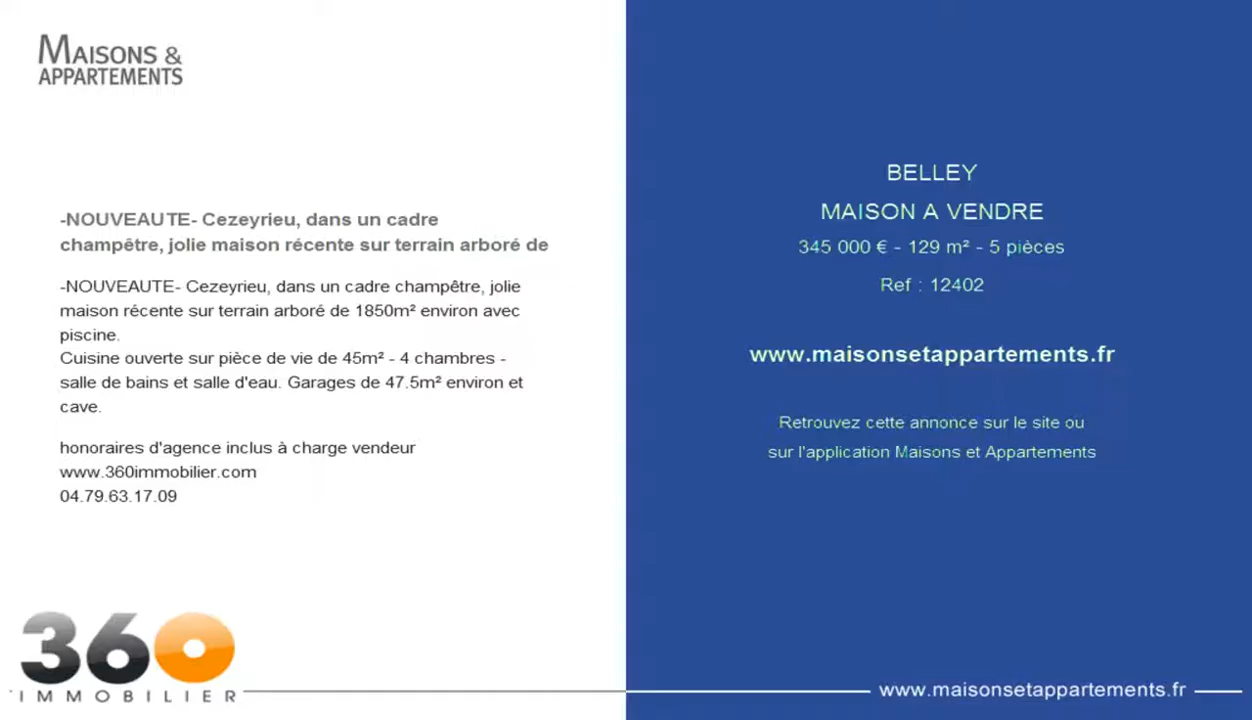 MAISONS &
APPARTEMENTS
-NOUVEAUTE- Cezeyrieu, dans un cadre
champêtre, jolie maison récente sur terrain arboré de
-NOUVEAUTE- Cezeyrieu, dans un cadre champêtre, jolie
maison récente sur terrain arboré de 1850m² environ avec
piscine.
Cuisine ouverte sur pièce de vie de 45m² - 4 chambres -
salle de bains et salle d'eau. Garages de 47.5m² environ et
cave.
honoraires d'agence inclus à charge vendeur
www.360immobilier.com
04.79.63.17.09
360
IMMOBILIER
BELLEY
MAISON A VENDRE
345 000 € - 129 m² - 5 pièces
Ref : 12402
www.maisonsetappartements.fr
Retrouvez cette annonce sur le site ou
sur l'application Maisons et Appartements
www.maisonsetappartements.fr